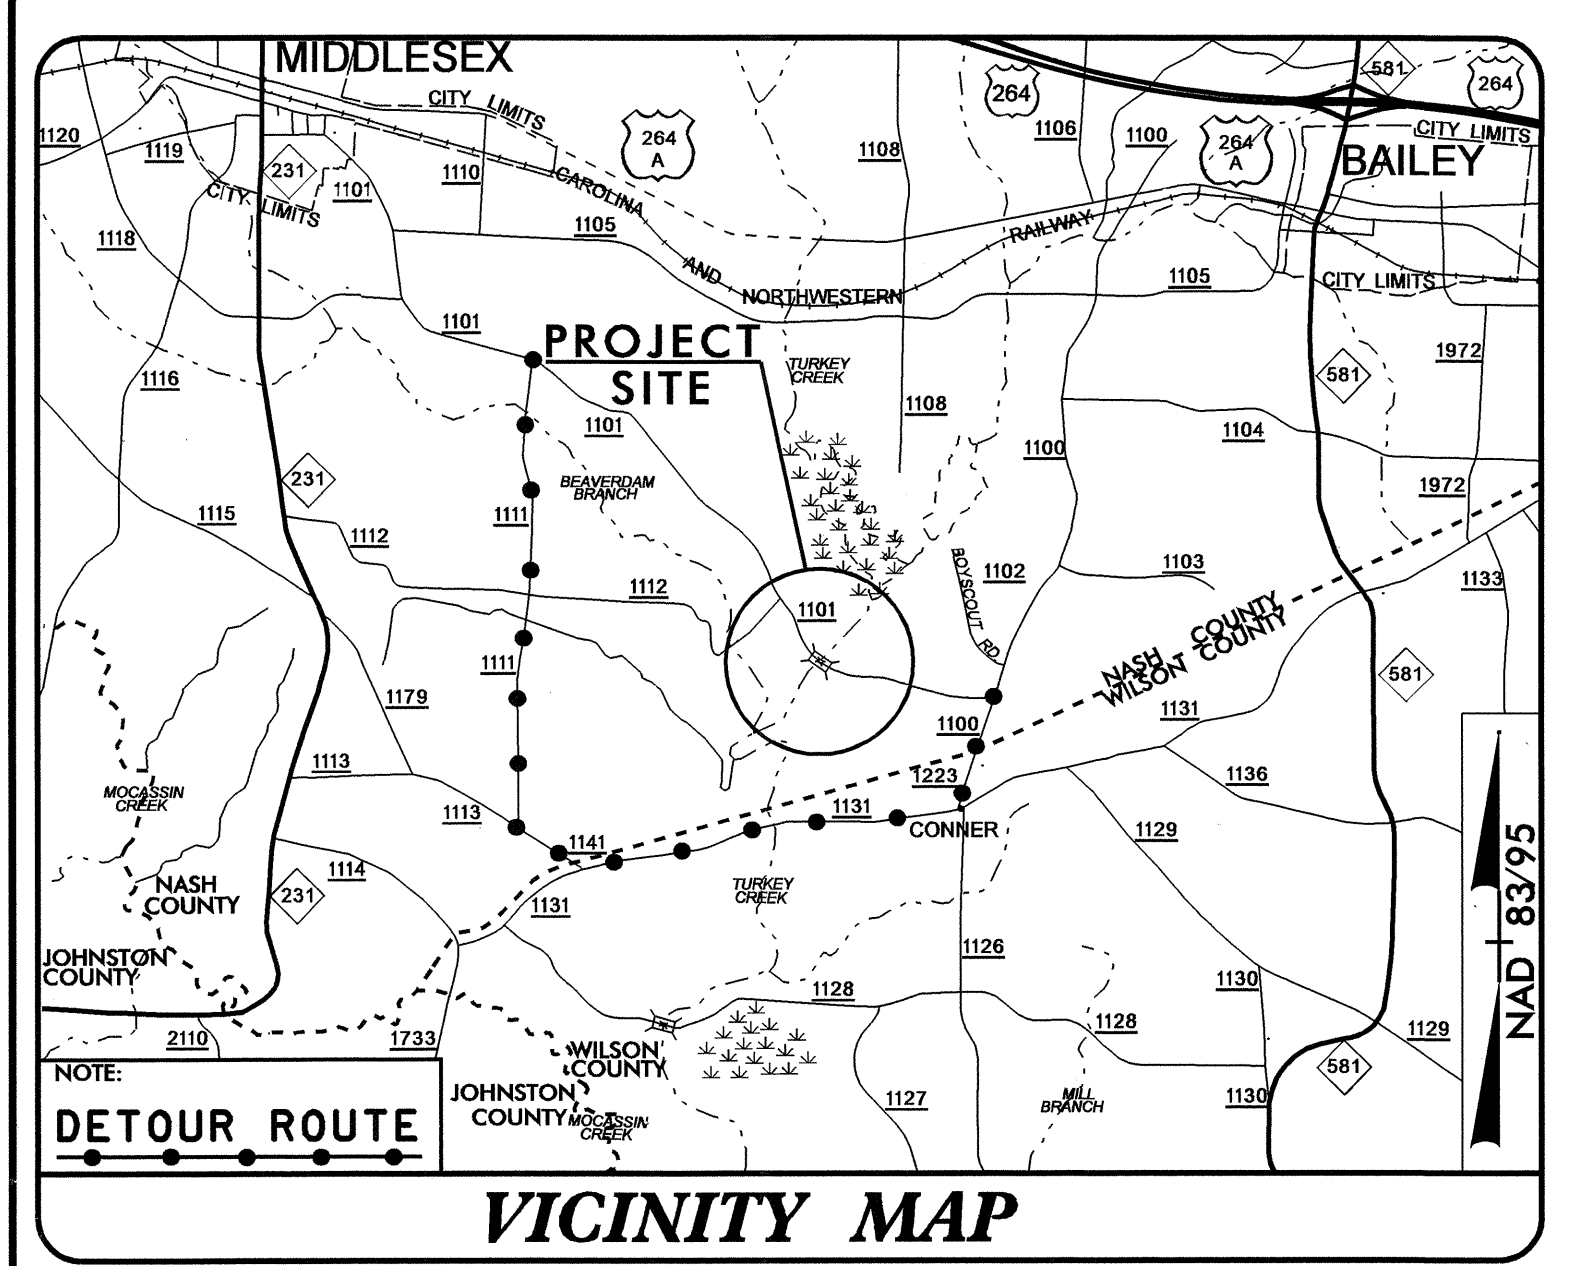 MIDDLESEX
581
264
264
CITY LIMITS
264
A
1120
1119
1106
1100
264
A
CITY LIMITS
BAILEY
1108
231
1110
CAROLINA
1101
CITY LIMITS
1105
RAILWAY
1118
AND
NORTHWESTERN
1105
CITY LIMITS
1101
PROJECT
SITE
TURKEY
CREEK
1972
581
1116
1108
1101
1104
1100
231
BEAVERDAM
BRANCH
1972
1115
1111
1112
BOYSCOUT RD.
1102
1103
1133
1112
1101
NASH COUNTY
WILSON COUNTY
1111
581
1179
1100
1131
1113
1223
1136
MOCASSIN
CREEK
1113
1131
CONNER
1129
1141
1114
NASH
COUNTY
231
TURKEY
CREEK
1131
NAD 83/95
JOHNSTON
COUNTY
1126
1128
1130
2110
1733
1128
1129
WILSON
COUNTY
581
NOTE:
DETOUR ROUTE
JOHNSTON
COUNTY
MOCASSIN
CREEK
1127
MILL
BRANCH
1130
VICINITY MAP